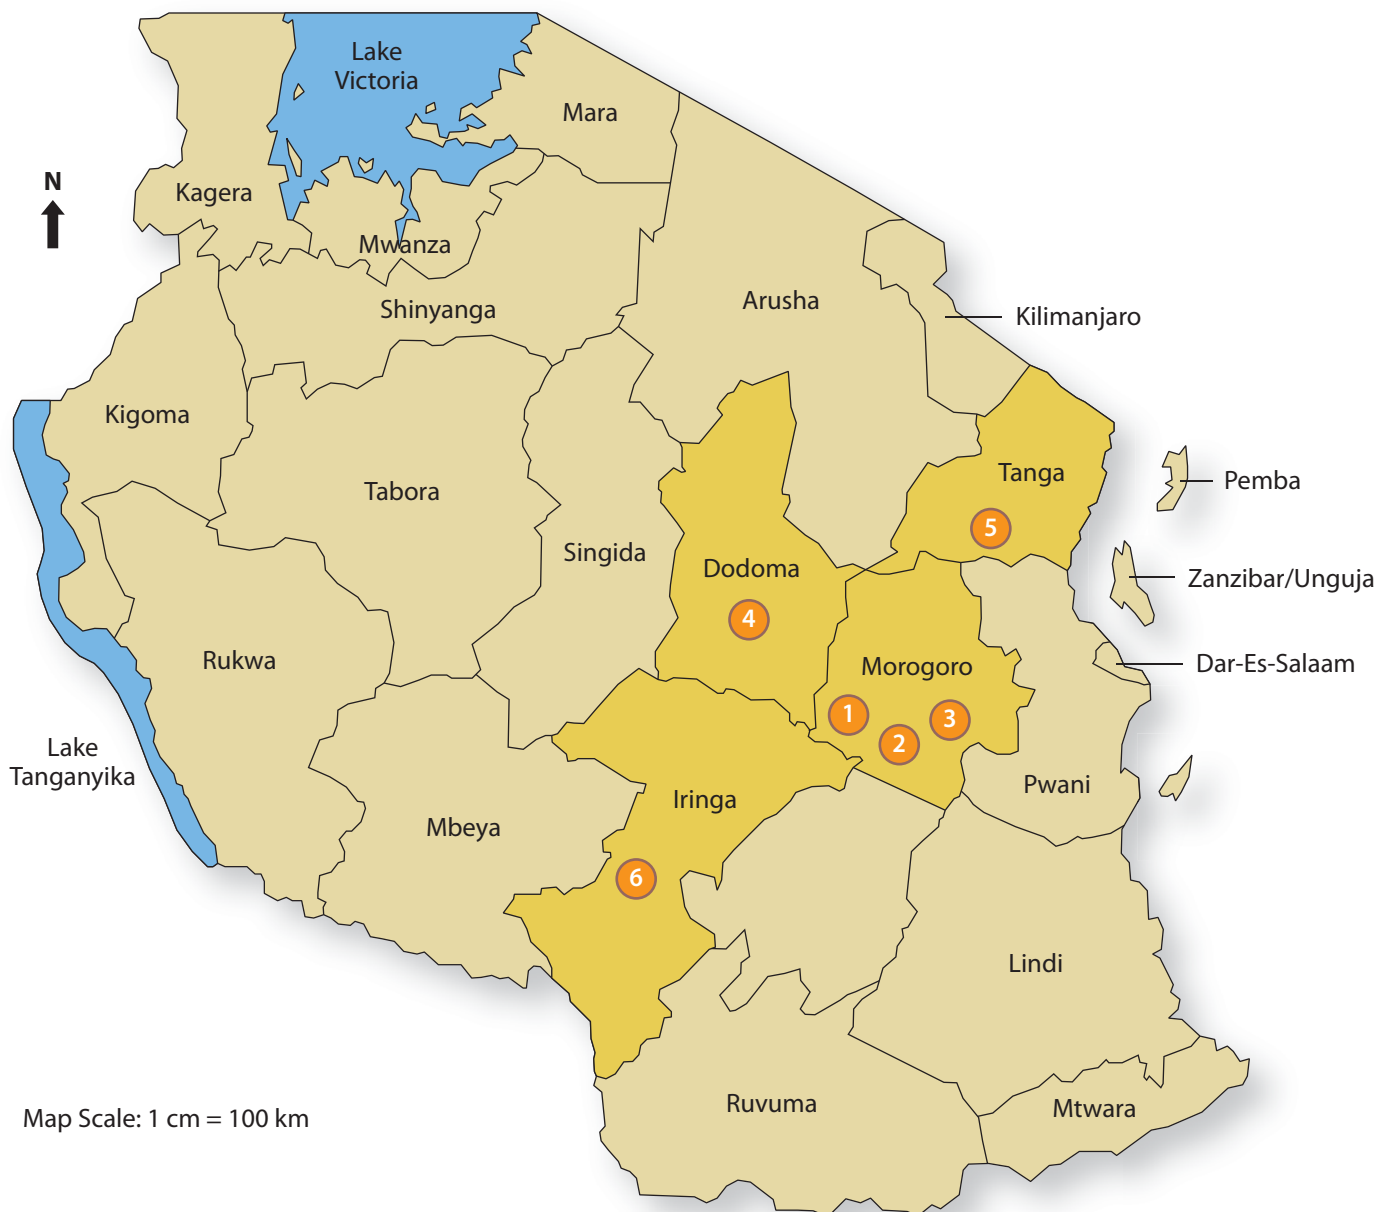 Lake
Victoria
Mara
N
Kagera
Mwanza
Arusha
Shinyanga
Kilimanjaro
Kigoma
Tanga
Tabora
Pemba
5
Singida
Dodoma
Zanzibar/Unguja
4
Rukwa
Morogoro
Dar-Es-Salaam
1
3
2
Lake
Tanganyika
Pwani
Iringa
Mbeya
6
Lindi
Ruvuma
Mtwara
Map Scale: 1 cm = 100 km